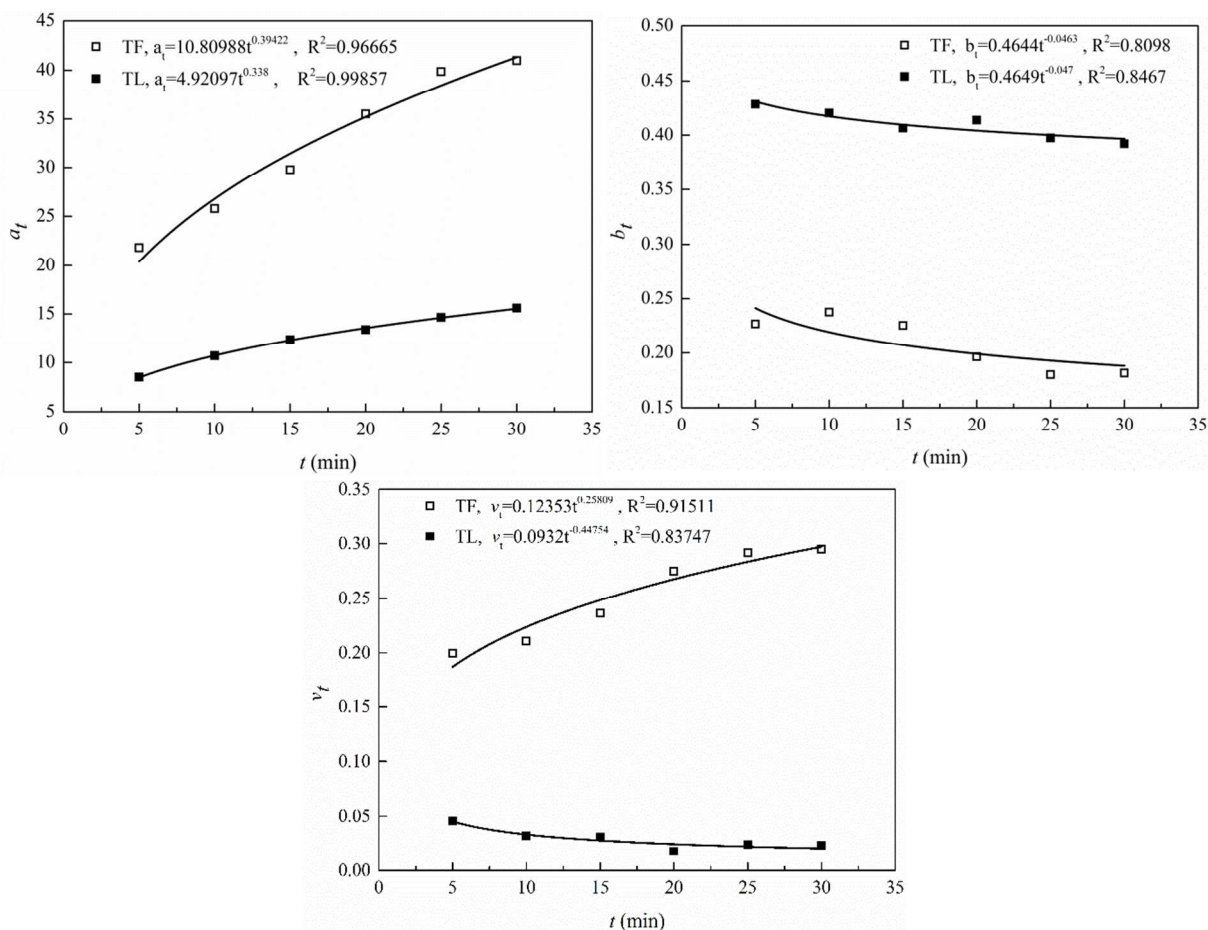 45
40
35
30
25
20
15
10
5
a_t
TF, a_t=10.80988t^0.39422, R²=0.96665
TL, a_t=4.92097t^0.338, R²=0.99857
0 5 10 15 20 25 30 35
t (min)
0.50
0.45
0.40
0.35
0.30
0.25
0.20
0.15
b_t
TF, b_t=0.4644t^-0.0463, R²=0.8098
TL, b_t=0.4649t^-0.047, R²=0.8467
0 5 10 15 20 25 30 35
t (min)
0.35
0.30
0.25
0.20
0.15
0.10
0.05
0.00
v_t
TF, v_t=0.12353t^0.25809, R²=0.91511
TL, v_t=0.0932t^-0.44754, R²=0.83747
0 5 10 15 20 25 30 35
t (min)